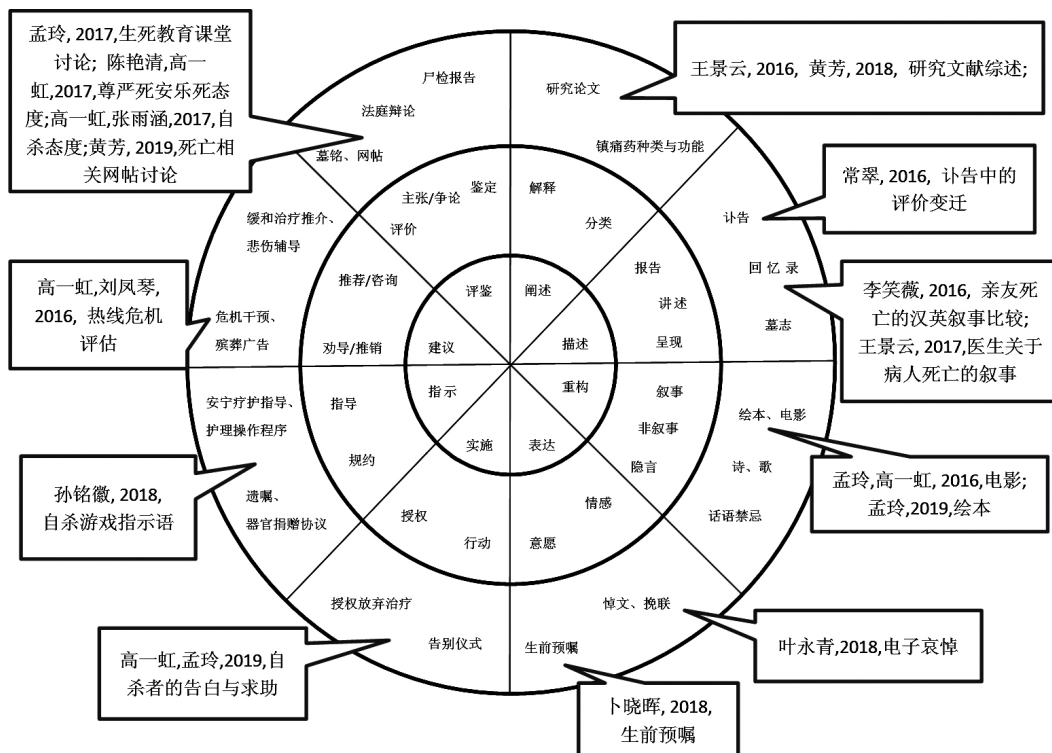 孟玲, 2017,生死教育课堂
讨论; 陈艳清,高一
虹,2017,尊严死安乐死态
度;高一虹,张雨涵,2017,自
杀态度;黄芳, 2019,死亡相
关网帖讨论
王景云, 2016, 黄芳, 2018, 研究文献综述;
常翠, 2016, 讣告中的
评价变迁
高一虹,刘凤琴,
2016, 热线危机
评估
李笑薇, 2016, 亲友死
亡的汉英叙事比较;
王景云, 2017,医生关于
病人死亡的叙事
孙铭徽, 2018,
自杀游戏指示语
孟玲,高一虹, 2016,电影;
孟玲,2019,绘本
高一虹,孟玲,2019,自
杀者的告白与求助
卜晓晖, 2018,
生前预嘱
叶永青,2018,电子哀悼
尸检报告
法庭辩论
墓铭、网帖
研究论文
镇痛药种类与功能
讣告
回忆录
墓志
缓和治疗推介、
悲伤辅导
危机干预、
殡葬广告
安宁疗护指导、
护理操作程序
遗嘱、
器官捐赠协议
授权放弃治疗
告别仪式
生前预嘱
悼文、挽联
绘本、电影
诗、歌
话语禁忌
主张/争论
鉴定
评价
解释
分类
报告
讲述
呈现
推荐/咨询
劝导/推销
指导
规约
授权
行动
意愿
情感
叙事
非叙事
隐言
评鉴
阐述
建议
描述
指示
重构
实施
表达